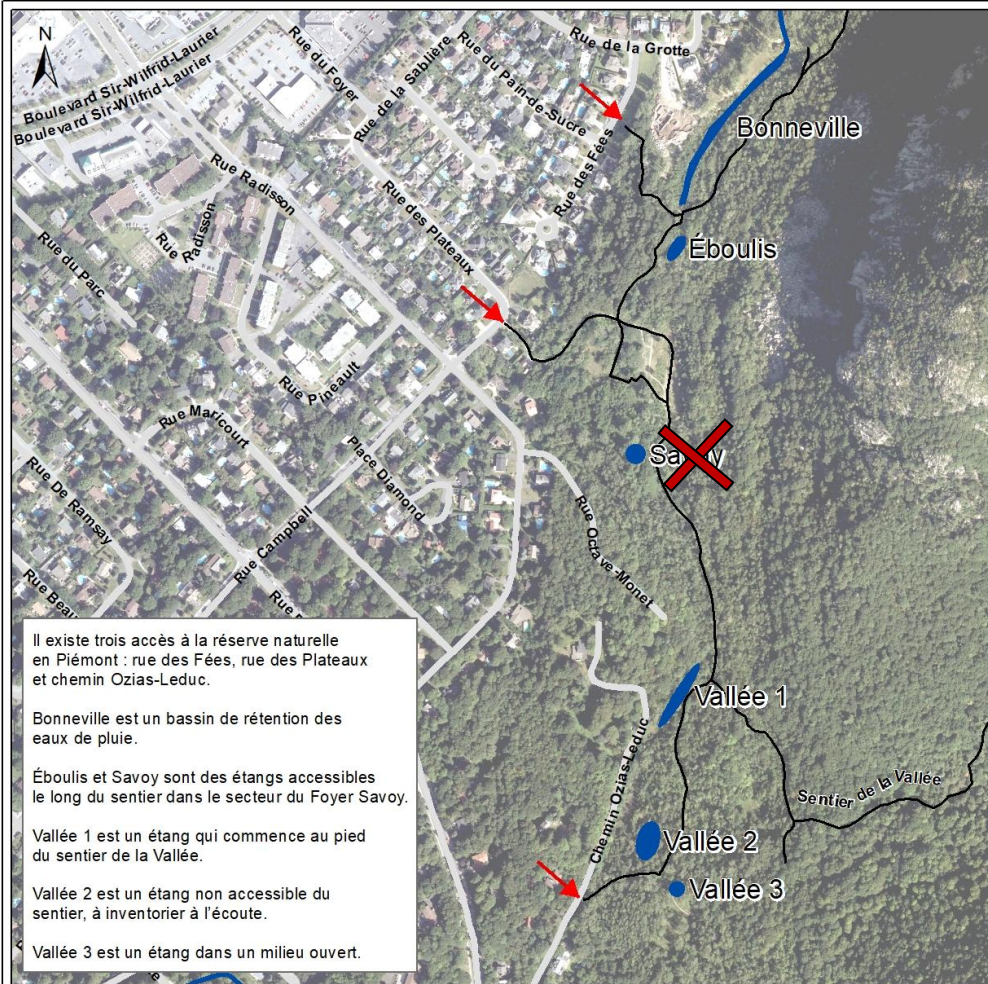 N
Boulevard Sir-Wilfrid-Laurier
Boulevard Sir-Wilfrid-Laurier
Rue du Foyer
Rue de la Sablière
Rue du Pain-de-Sucre
Rue de la Grotte
Bonneville
Rue des Fées
Rue Radisson
Rue Radisson
Rue des Plateaux
Éboulis
Rue du Parc
Rue Pineault
Rue Maricourt
Place Diamond
Savoy
Rue De Ramsay
Rue Campbell
Rue Octave-Monet
Rue Beau
Rue
Il existe trois accès à la réserve naturelle
en Piémont : rue des Fées, rue des Plateaux
et chemin Ozias-Leduc.
Bonneville est un bassin de rétention des
eaux de pluie.
Éboulis et Savoy sont des étangs accessibles
le long du sentier dans le secteur du Foyer Savoy.
Vallée 1 est un étang qui commence au pied
du sentier de la Vallée.
Vallée 2 est un étang non accessible du
sentier, à inventorier à l'écoute.
Vallée 3 est un étang dans un milieu ouvert.
Vallée 1
Chemin Ozias-Leduc
Sentier de la Vallée
Vallée 2
Vallée 3